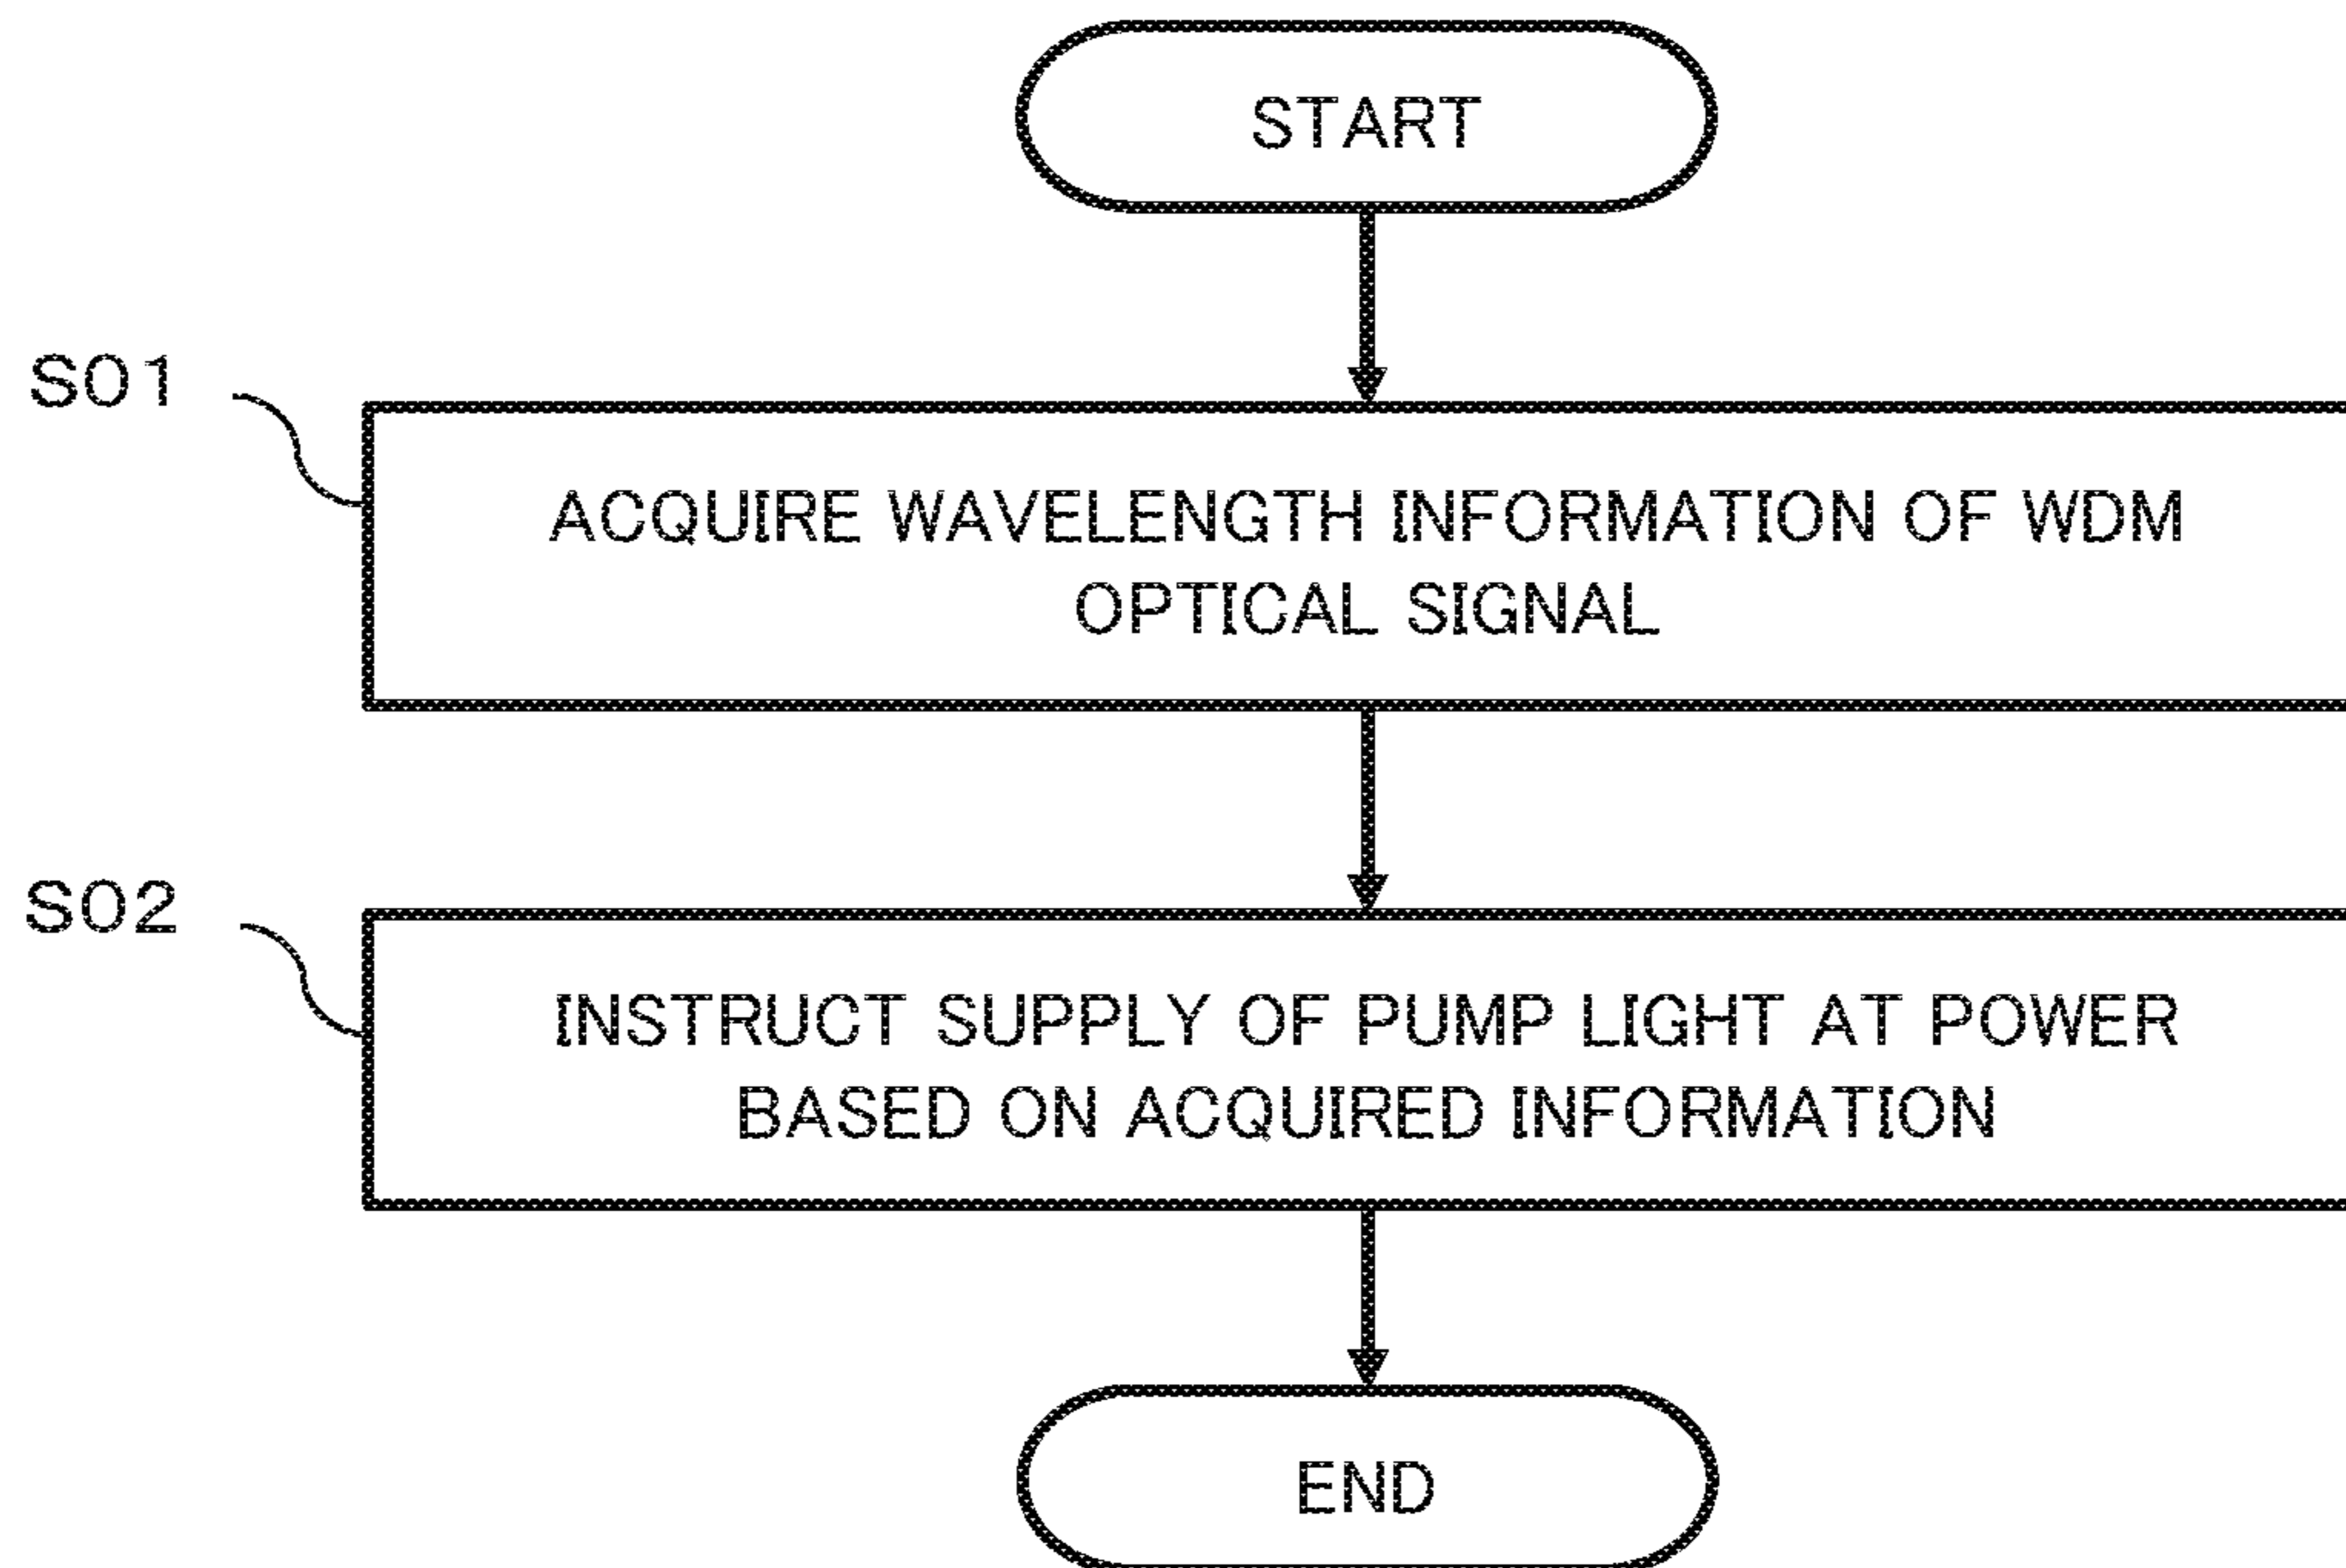 START
S01
ACQUIRE WAVELENGTH INFORMATION OF WDM
OPTICAL SIGNAL
S02
INSTRUCT SUPPLY OF PUMP LIGHT AT POWER
BASED ON ACQUIRED INFORMATION
END